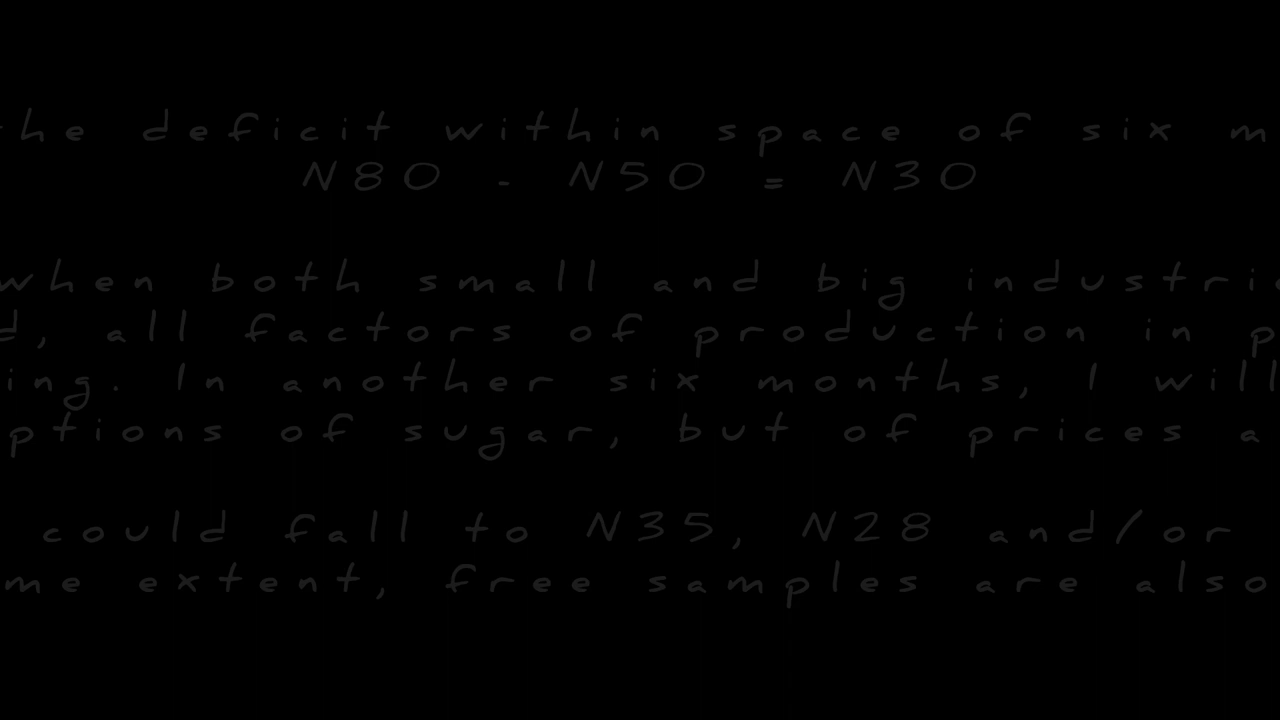 he deficit within space of six m
N80 - N50 = N30
when both small and big industri
d, all factors of production in p
ing. In another six months, I will
ptions of sugar, but of prices a
could fall to N35, N28 and/or
me extent, free samples are also